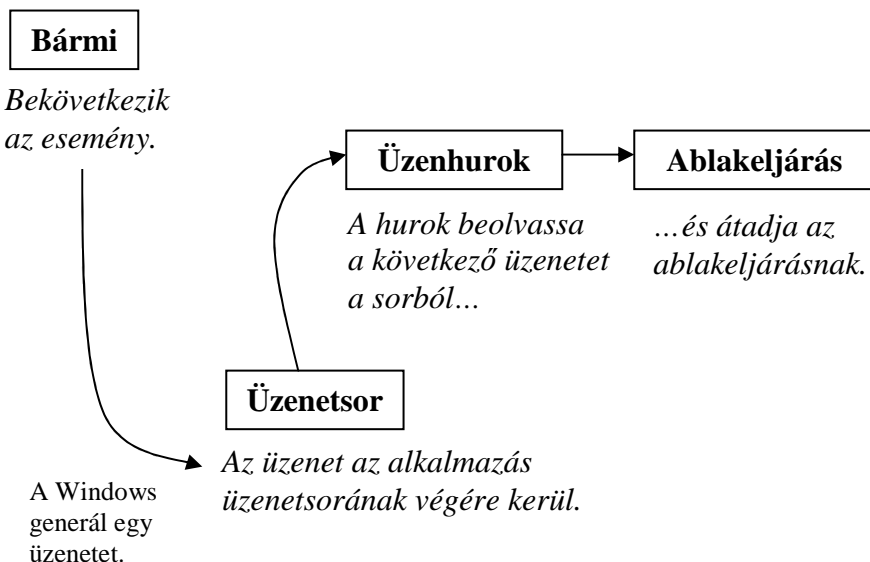 Bármi
Bekövetkezik
az esemény.
Üzenhurok
A hurok beolvassa
a következő üzenetet
a sorból…
Ablakeljárás
…és átadja az
ablakeljárásnak.
Üzenetsor
Az üzenet az alkalmazás
üzenetsorának végére kerül.
A Windows
generál egy
üzenetet.